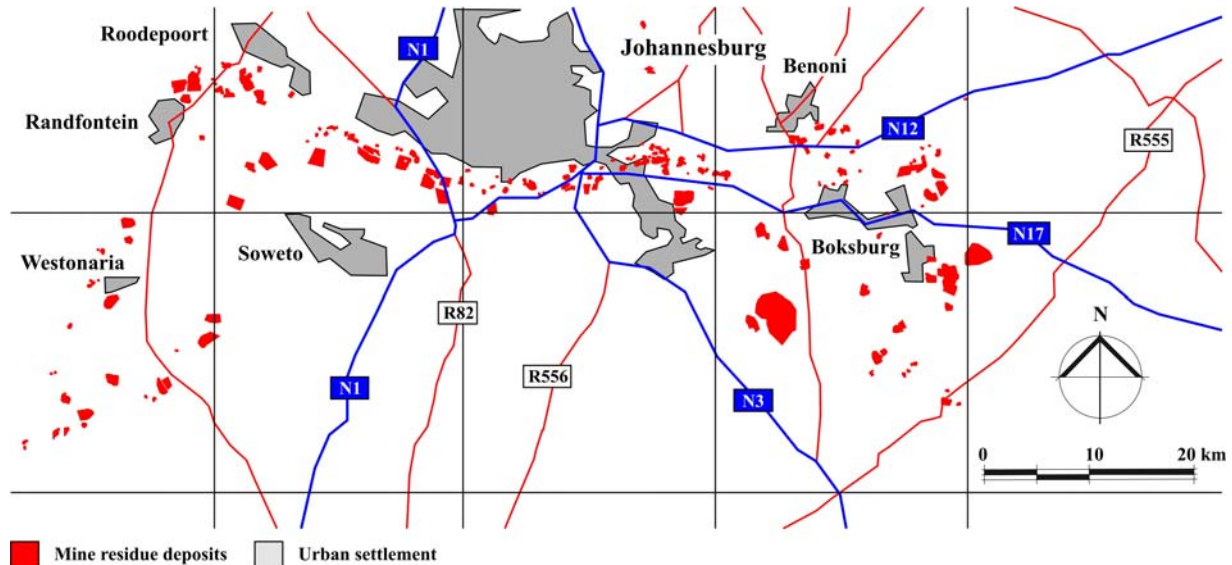 Roodepoort
N1
Johannesburg
Benoni
Randfontein
N12
R555
Westonaria
Soweto
Boksburg
N17
R82
N
N1
R556
N3
0 10 20 km
Mine residue deposits
Urban settlement